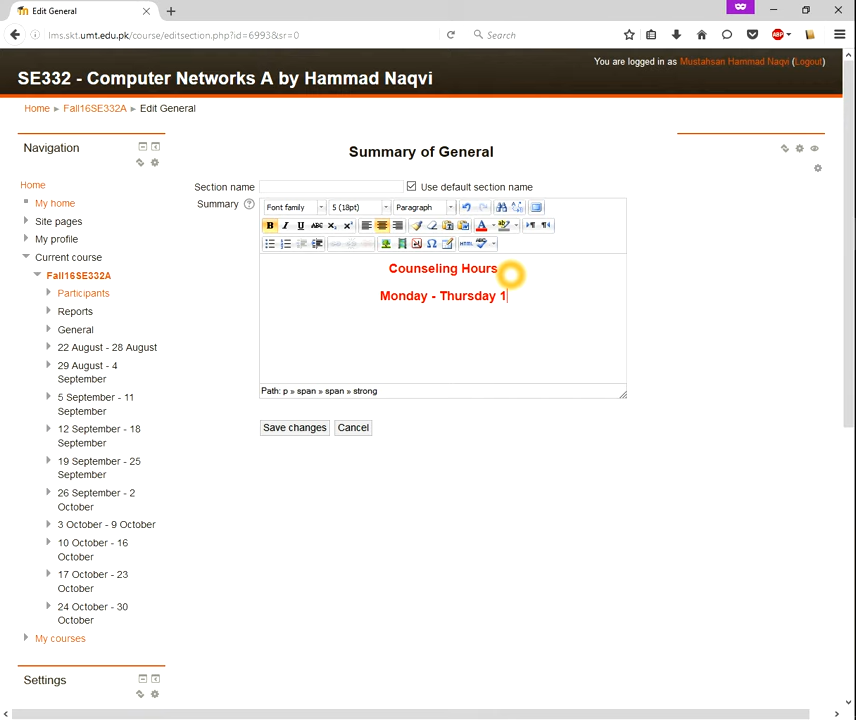 Edit General
lms.skt.umt.edu.pk/course/editsection.php?id=6993&sr=0
Search
ABP
You are logged in as Mustahsan Hammad Naqvi (Logout)
SE332 - Computer Networks A by Hammad Naqvi
Home ► Fall16SE332A ► Edit General
Navigation
Home
My home
Site pages
My profile
Current course
Fall16SE332A
Participants
Reports
General
22 August - 28 August
29 August - 4
September
5 September - 11
September
12 September - 18
September
19 September - 25
September
26 September - 2
October
3 October - 9 October
10 October - 16
October
17 October - 23
October
24 October - 30
October
My courses
Settings
Summary of General
Section name
Use default section name
Summary
Font family
5 (18pt)
Paragraph
B I U ABC
HTML
Counseling Hours
Monday - Thursday 1
Path: p » span » span » strong
Save changes
Cancel